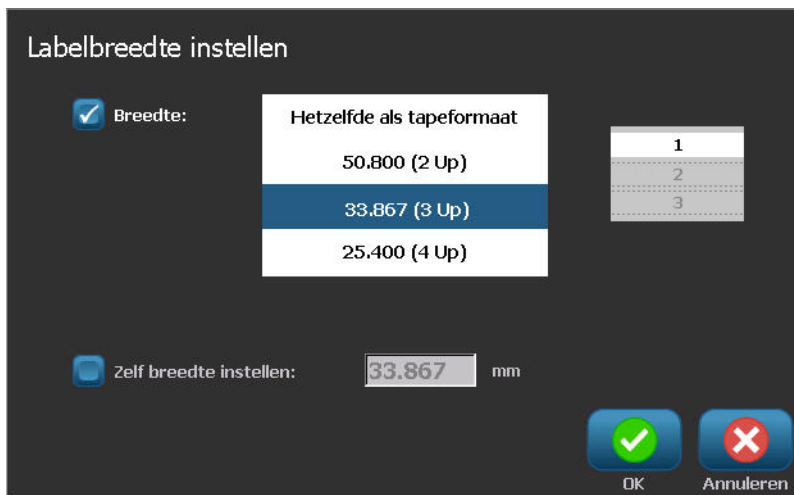 Labelbreedte instellen
Breedte:
Hetzelfde als tapeformaat
50.800 (2 Up)
33.867 (3 Up)
25.400 (4 Up)
1
2
3
Zelf breedte instellen: 33.867 mm
OK Annuleren